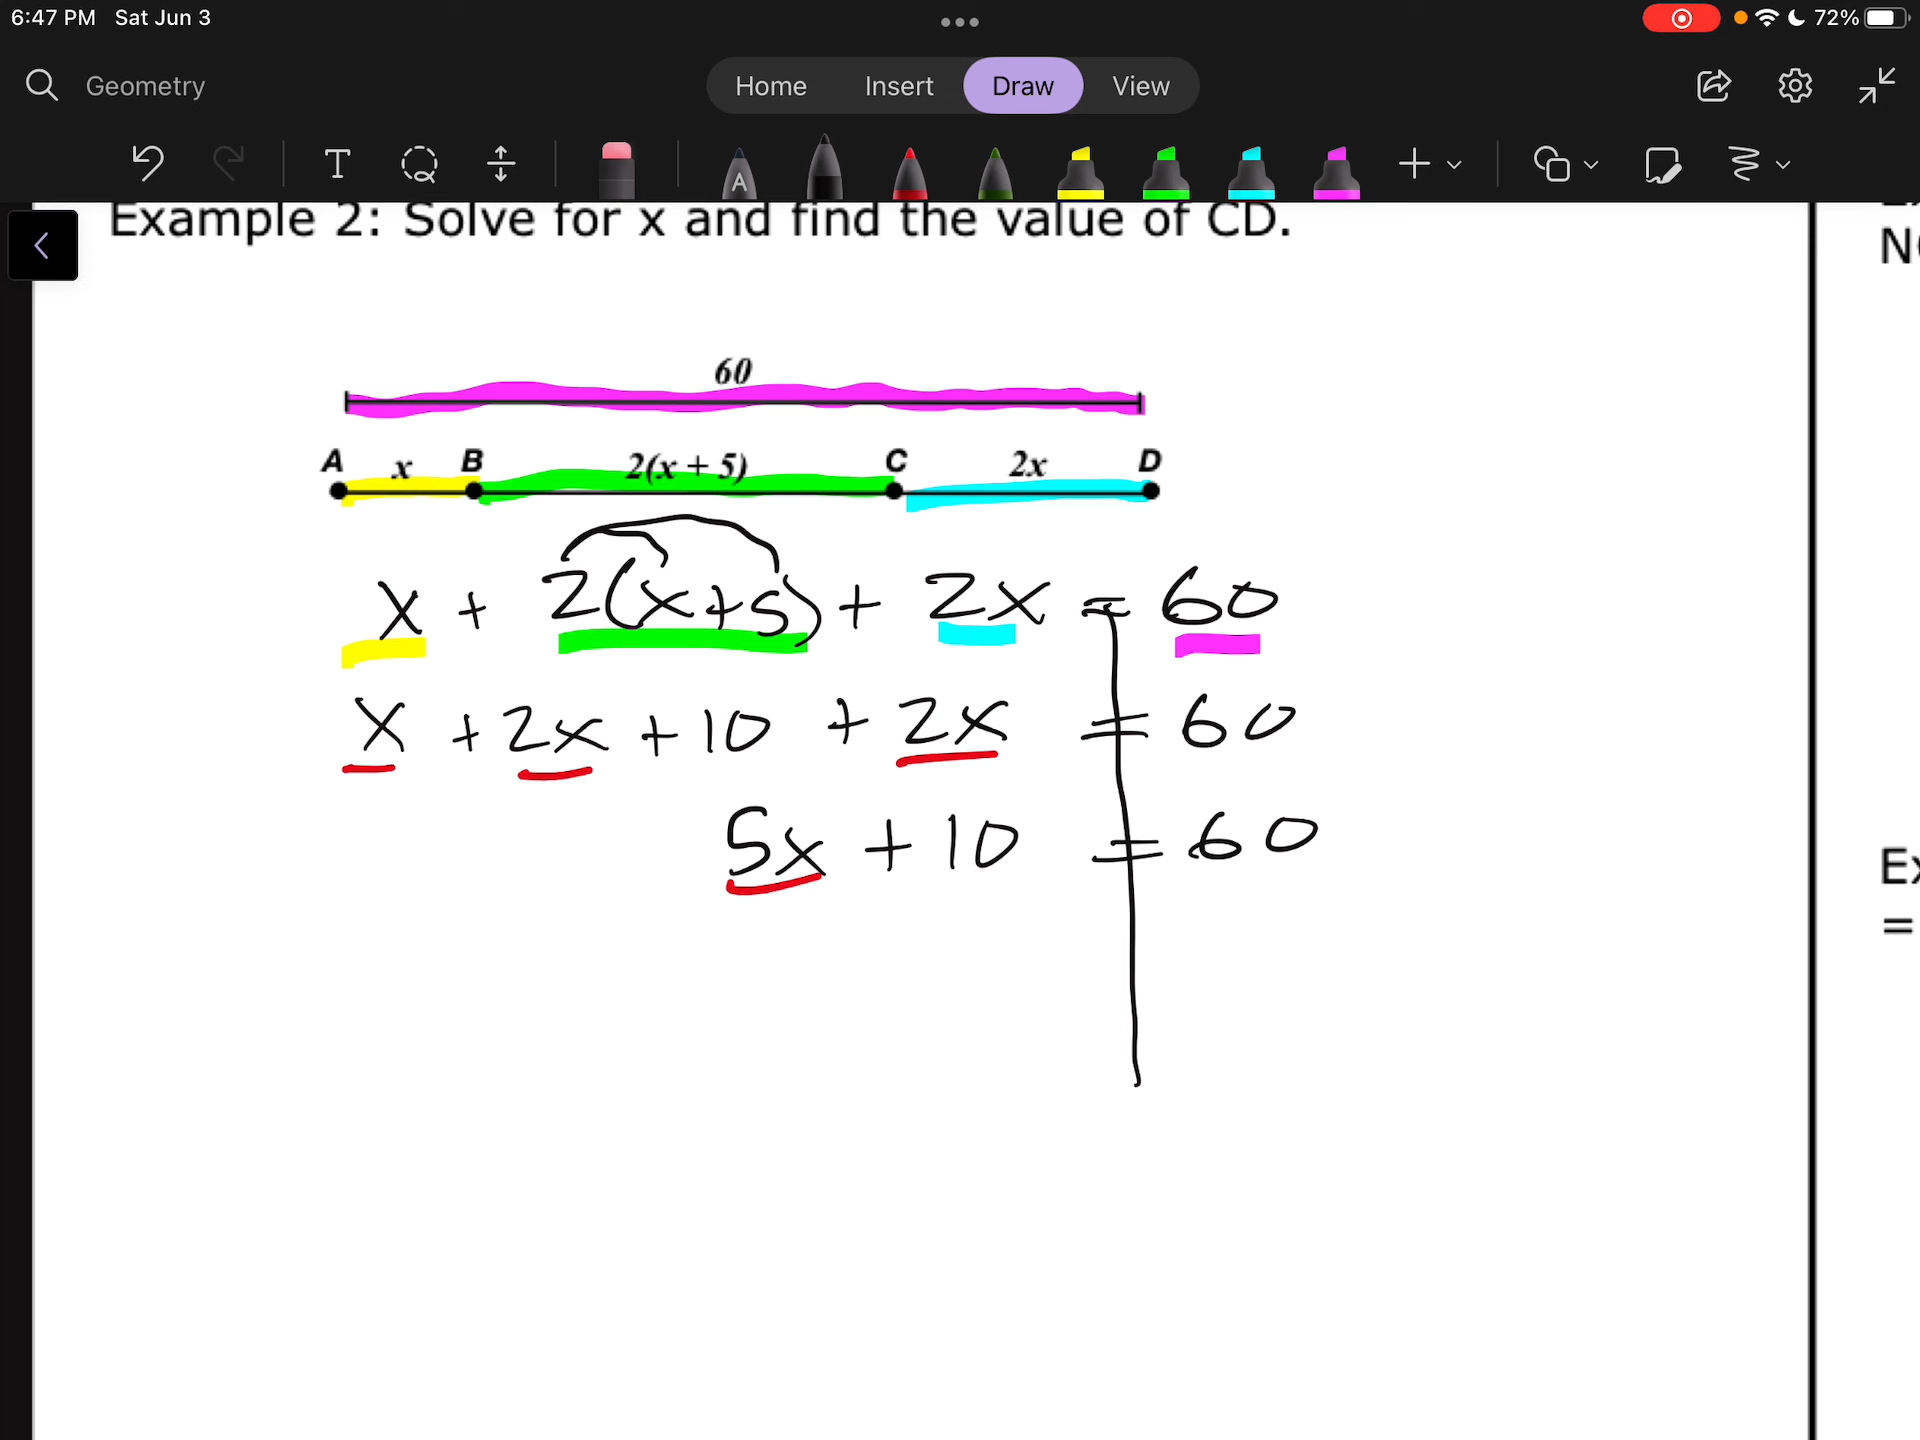 6:47 PM Sat Jun 3
72%
Geometry
Home Insert Draw View
T
A
Example 2: Solve for x and find the value of CD.
60
A x B 2(x + 5) C 2x D
x + 2(x+5) + 2x = 60
x + 2x + 10 + 2x = 60
5x + 10 = 60
=